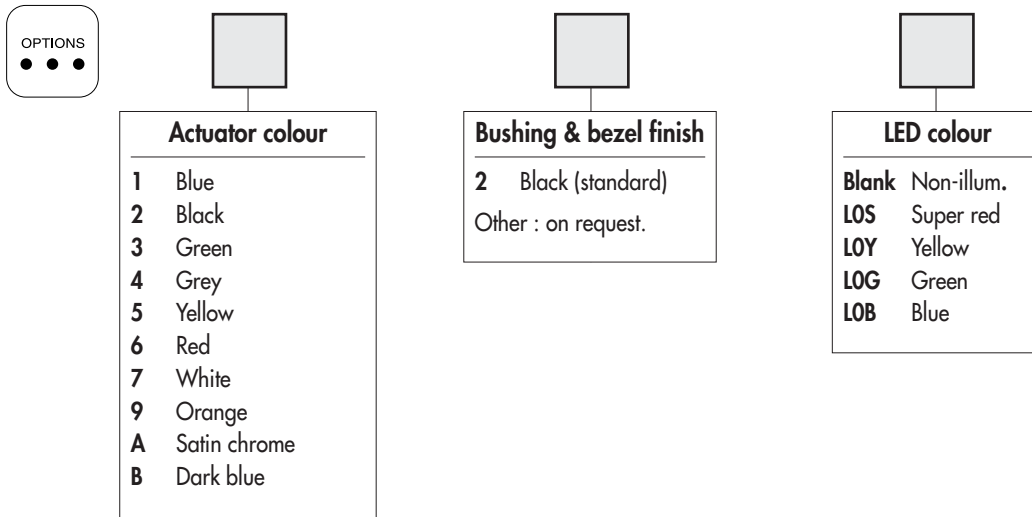 OPTIONS
Actuator colour
1 Blue
2 Black
3 Green
4 Grey
5 Yellow
6 Red
7 White
9 Orange
A Satin chrome
B Dark blue
Bushing & bezel finish
2 Black (standard)
Other : on request.
LED colour
Blank Non-illum.
L0S Super red
L0Y Yellow
L0G Green
L0B Blue